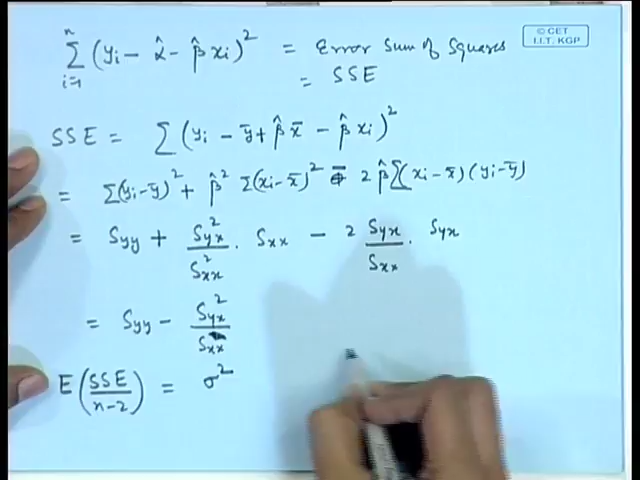 © CET
I.I.T. KGP
n
∑ (yᵢ − α̂ − β̂ xᵢ)² = Error Sum of Squares
i=1
= SSE
SSE = ∑ (yᵢ − ȳ + β̂ x̄ − β̂ xᵢ)²
= ∑(yᵢ−ȳ)² + β̂² ∑(xᵢ−x̄)² − 2 β̂ ∑(xᵢ−x̄)(yᵢ−ȳ)
= Syy + Syx²/Sxx² · Sxx − 2 Syx/Sxx · Syx
= Syy − Syx²/Sxx
E(SSE/n−2) = σ²